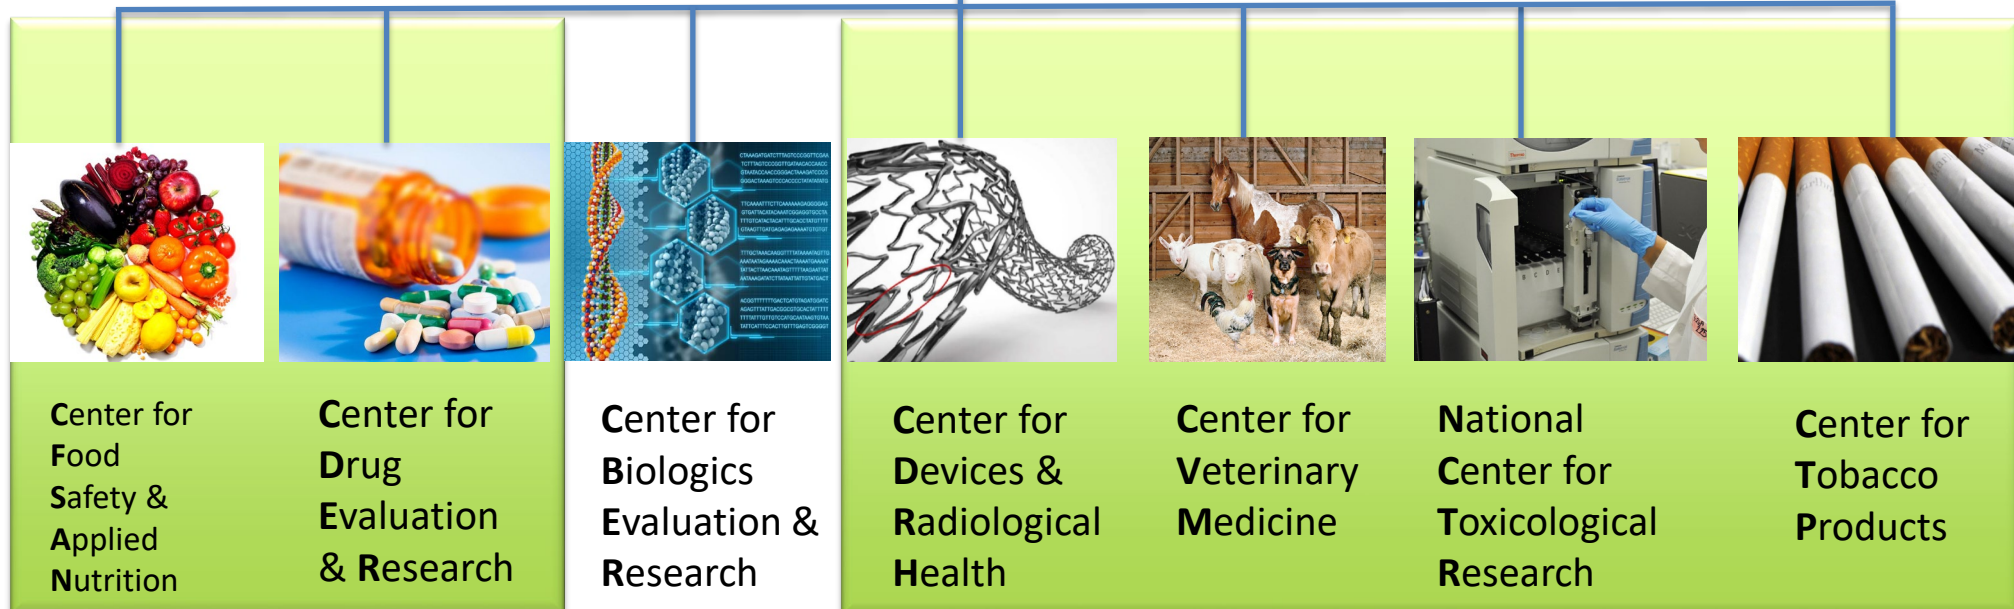 Center for
Food
Safety &
Applied
Nutrition
Center for
Drug
Evaluation
& Research
Center for
Biologics
Evaluation &
Research
Center for
Devices &
Radiological
Health
Center for
Veterinary
Medicine
National
Center for
Toxicological
Research
Center for
Tobacco
Products